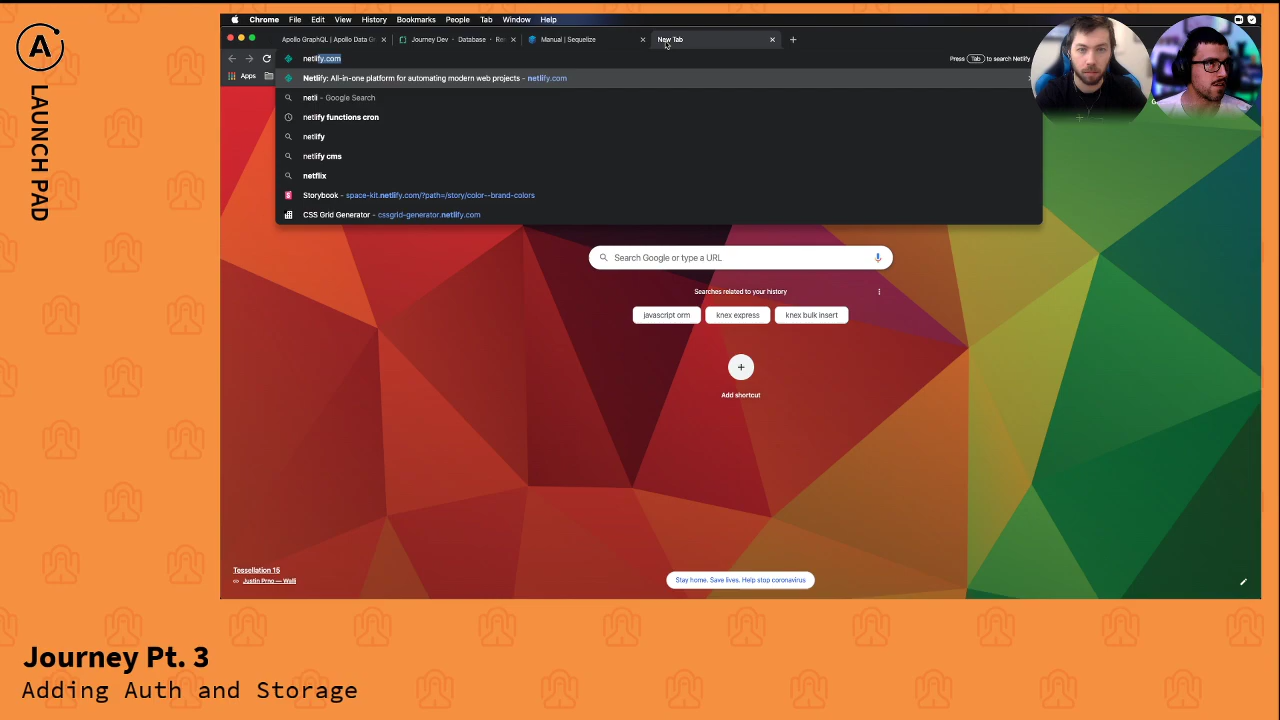 Chrome File Edit View History Bookmarks People Tab Window Help
Apollo GraphQL | Apollo Data Gr
Journey Dev · Database · Re
Manual | Sequelize
New Tab
netlify.com
Press Tab to search Netlify
Apps
Netlify: All-in-one platform for automating modern web projects - netlify.com
netli - Google Search
netlify functions cron
netlify
netlify cms
netflix
Storybook - space-kit.netlify.com/?path=/story/color--brand-colors
CSS Grid Generator - cssgrid-generator.netlify.com
Search Google or type a URL
Searches related to your history
javascript orm
knex express
knex bulk insert
Add shortcut
Tessellation 15
Justin Prno — Walli
Stay home. Save lives. Help stop coronavirus
A
LAUNCH PAD
Journey Pt. 3
Adding Auth and Storage